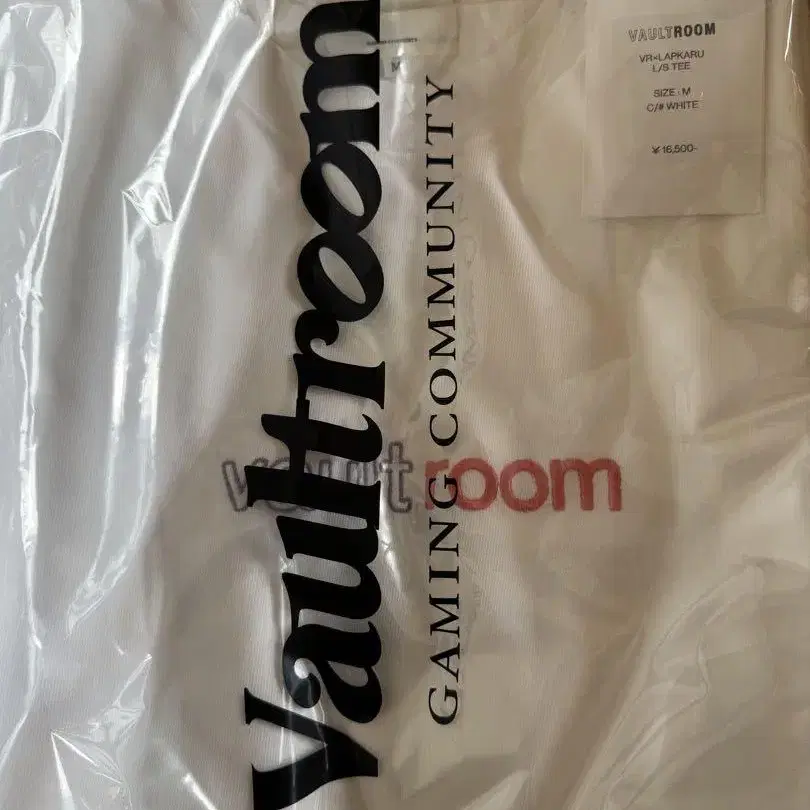 VAULTROOM
VR×LAPKARU
L/S TEE
SIZE : M
C/# WHITE
¥16,500-
M
Vaultroom
GAMING COMMUNITY
vaultroom